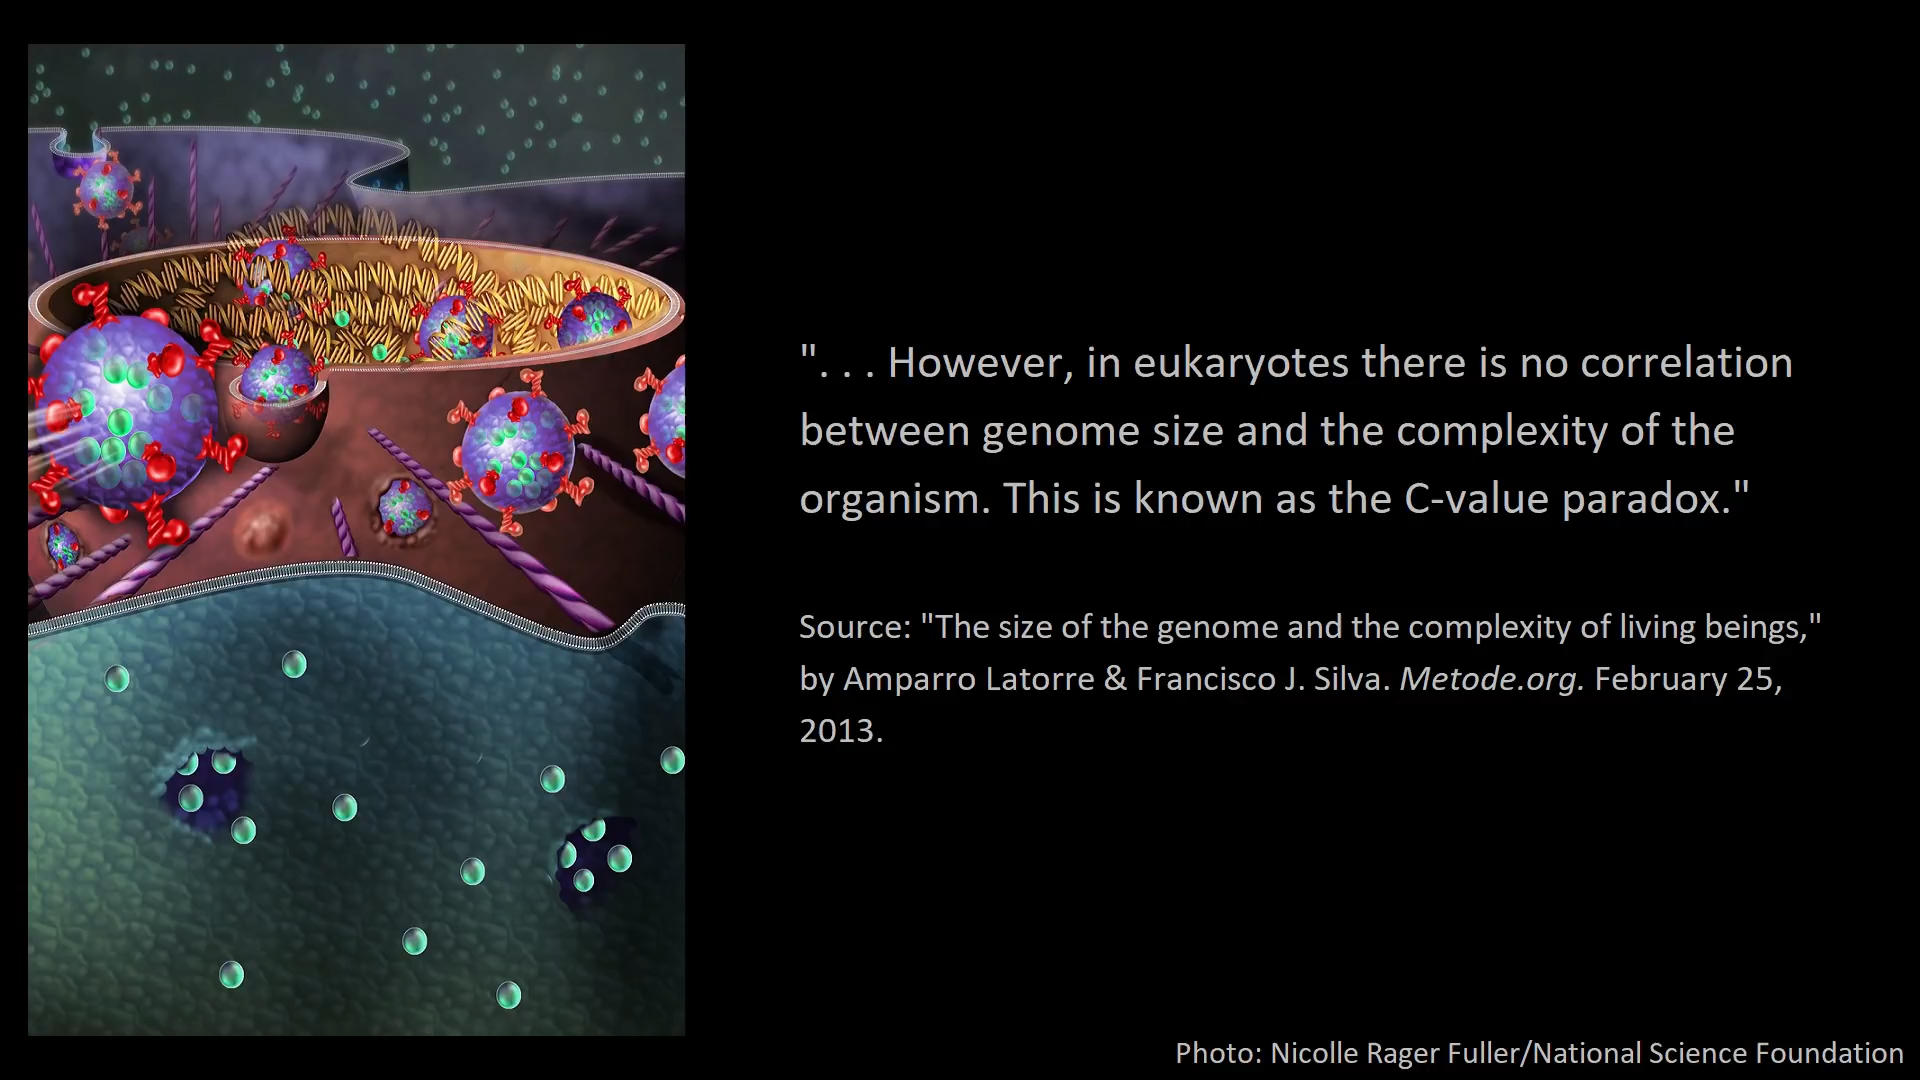 ". . . However, in eukaryotes there is no correlation
between genome size and the complexity of the
organism. This is known as the C-value paradox."
Source: "The size of the genome and the complexity of living beings,"
by Amparro Latorre & Francisco J. Silva. Metode.org. February 25,
2013.
Photo: Nicolle Rager Fuller/National Science Foundation